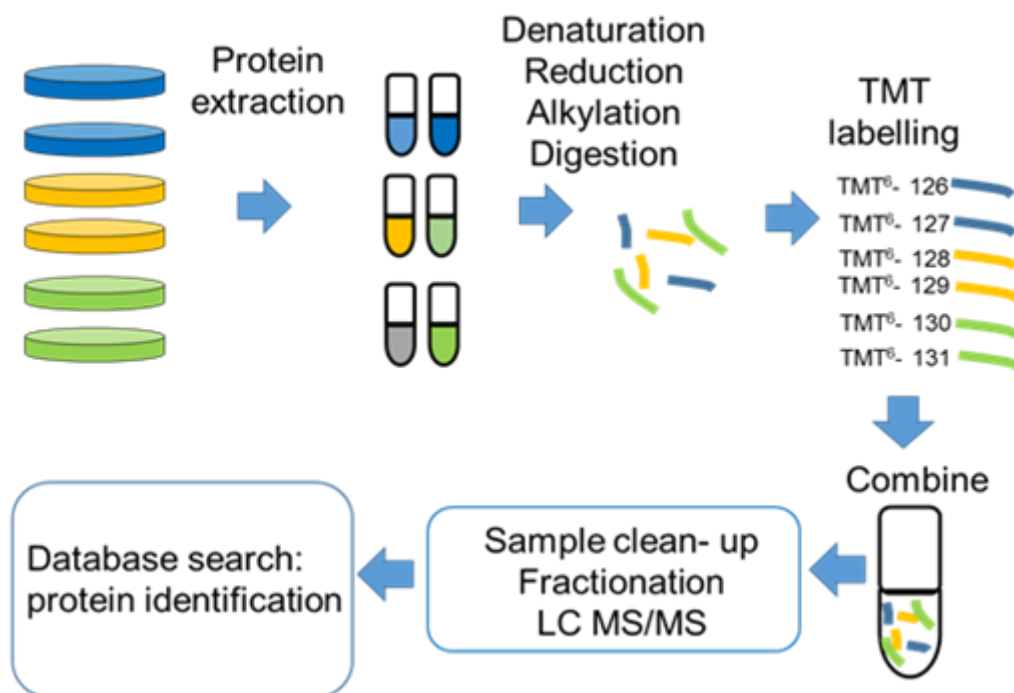 Protein
extraction
Denaturation
Reduction
Alkylation
Digestion
TMT
labelling
TMT⁶- 126
TMT⁶- 127
TMT⁶- 128
TMT⁶- 129
TMT⁶- 130
TMT⁶- 131
Combine
Sample clean- up
Fractionation
LC MS/MS
Database search:
protein identification